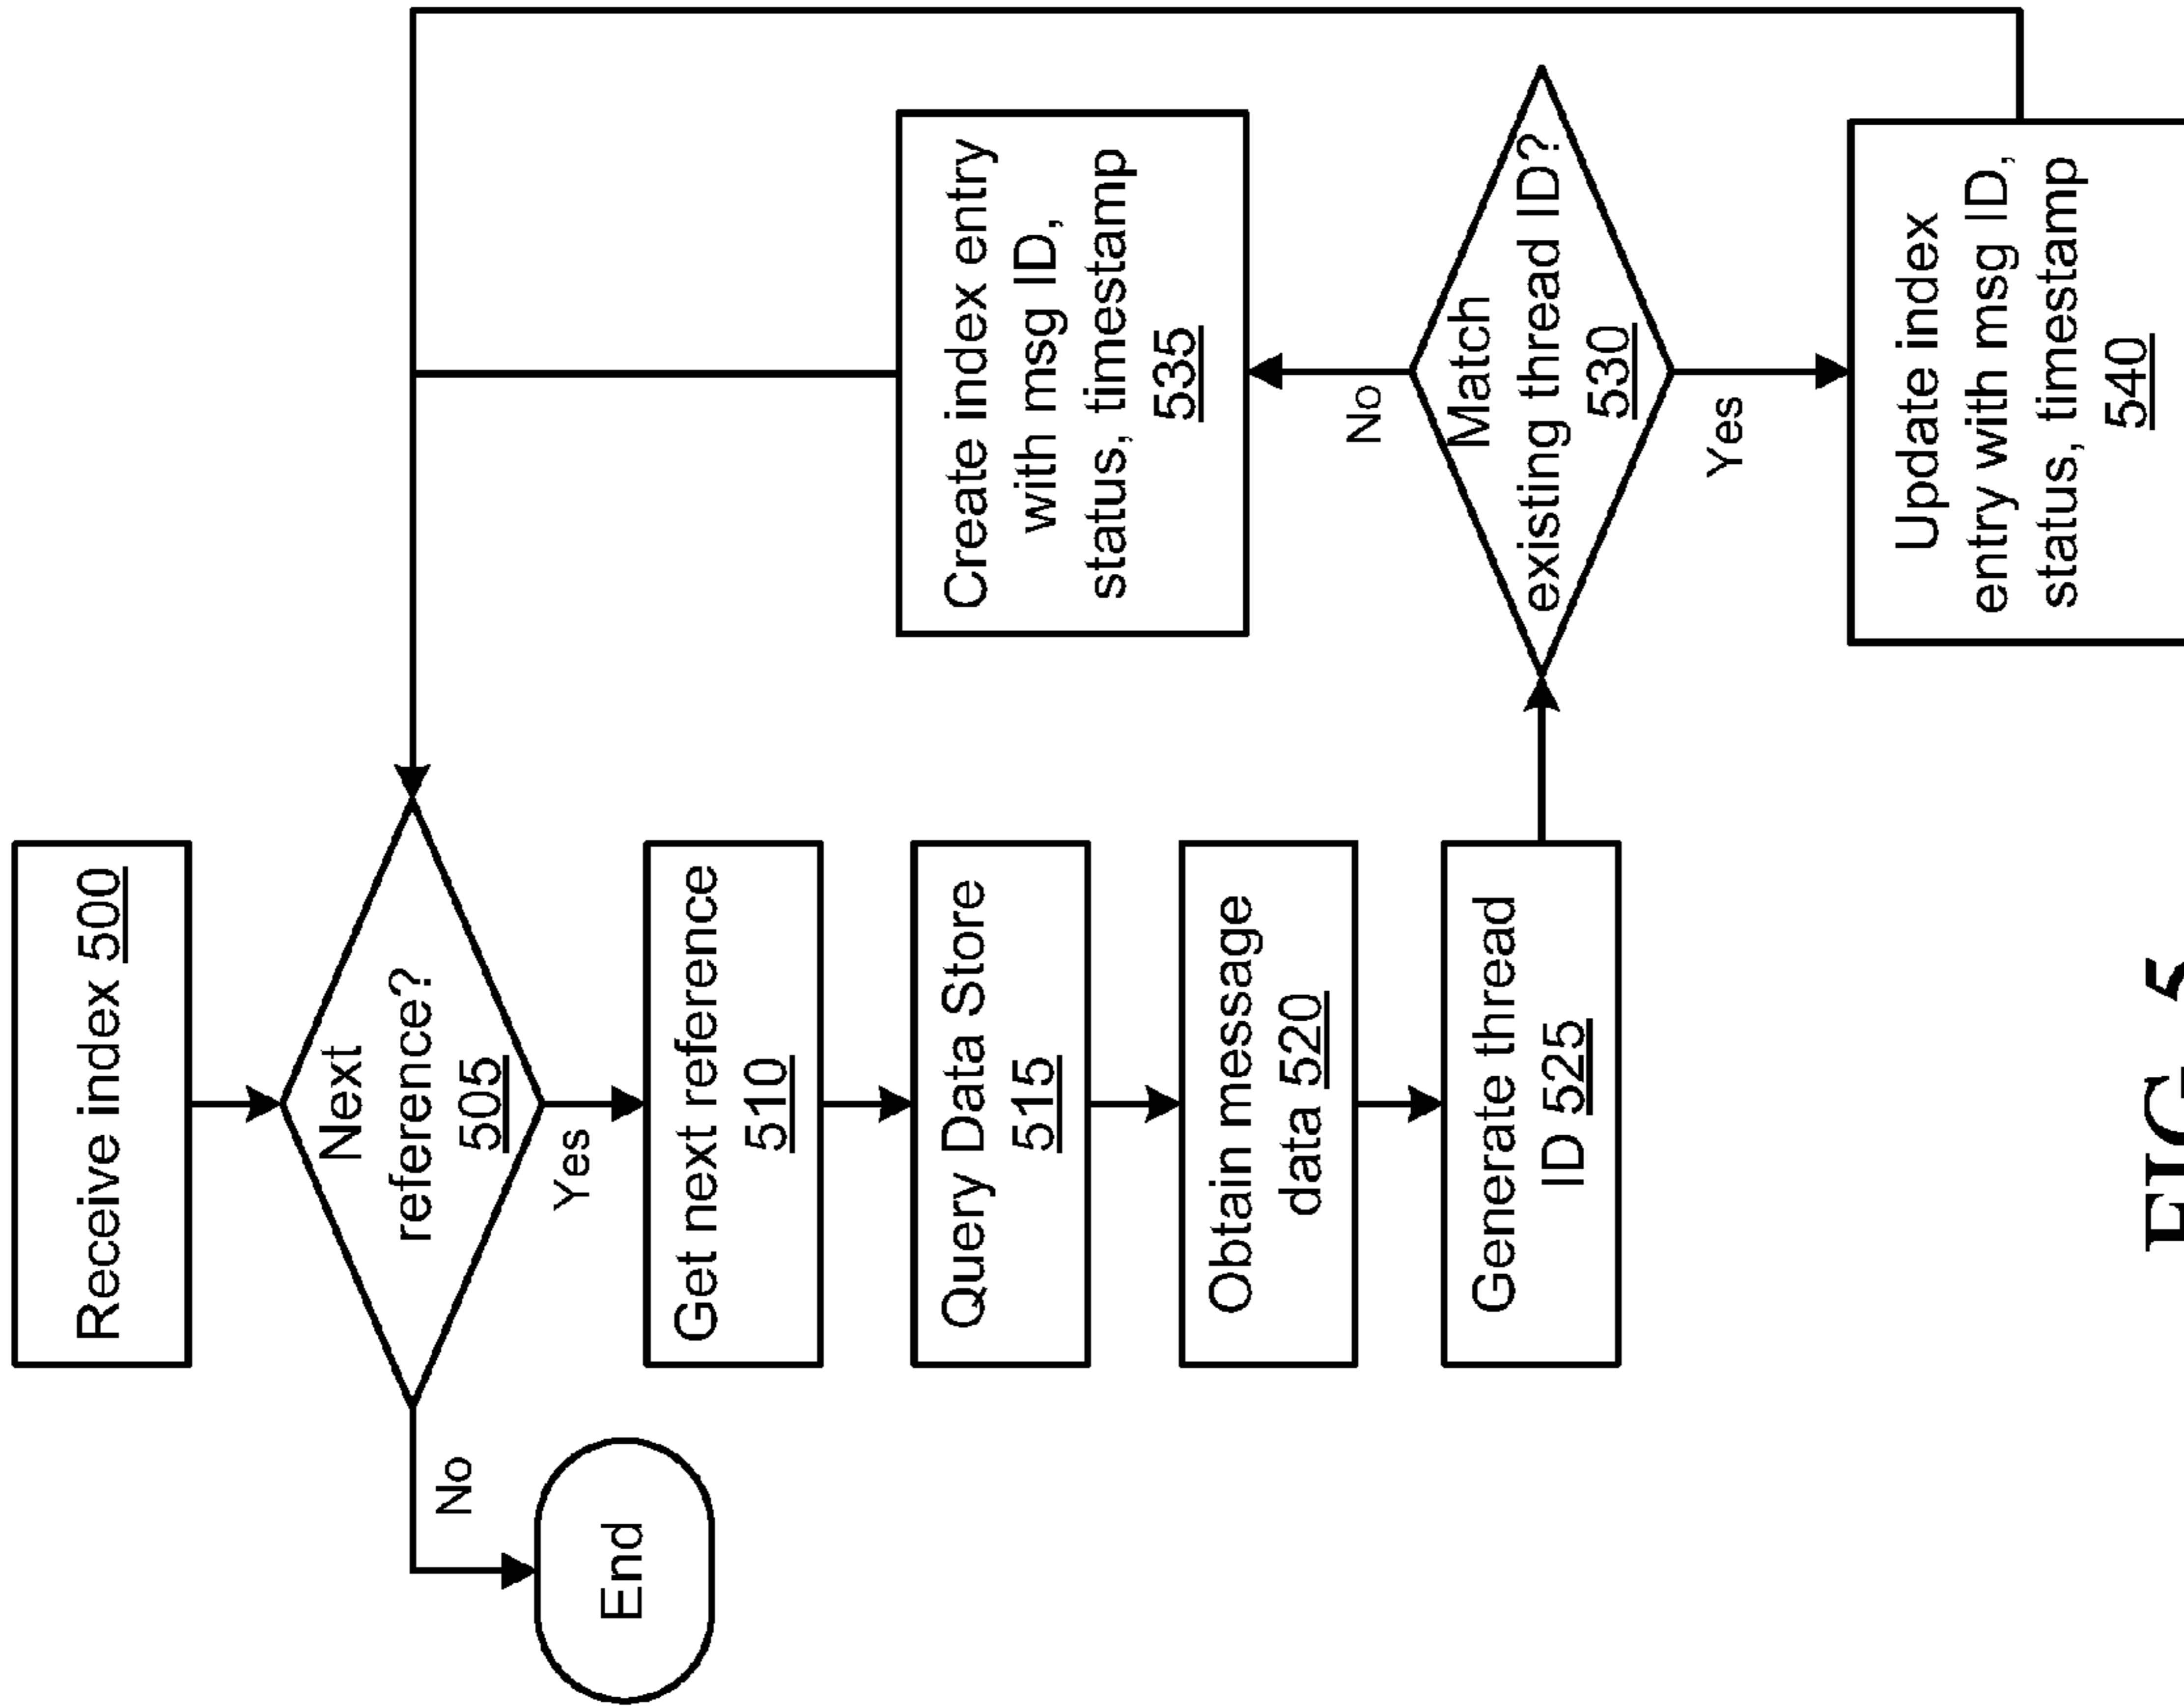 Receive index 500
Next
reference?
505
No
End
Yes
Get next reference
510
Query Data Store
515
Obtain message
data 520
Generate thread
ID 525
Match
existing thread ID?
530
No
Create index entry
with msg ID,
status, timestamp
535
Yes
Update index
entry with msg ID,
status, timestamp
540
FIG. 5